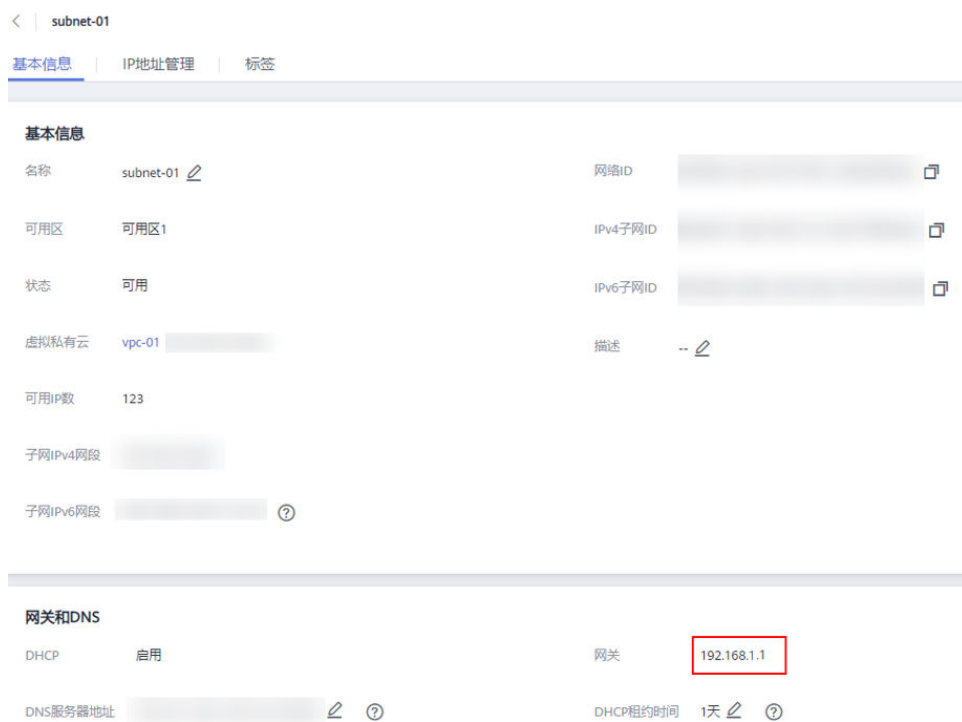 subnet-01
基本信息 IP地址管理 标签
基本信息
名称 subnet-01 网络ID
可用区 可用区1 IPv4子网ID
状态 可用 IPv6子网ID
虚拟私有云 vpc-01 描述 --
可用IP数 123
子网IPv4网段
子网IPv6网段
网关和DNS
DHCP 启用 网关 192.168.1.1
DNS服务器地址 DHCP租约时间 1天